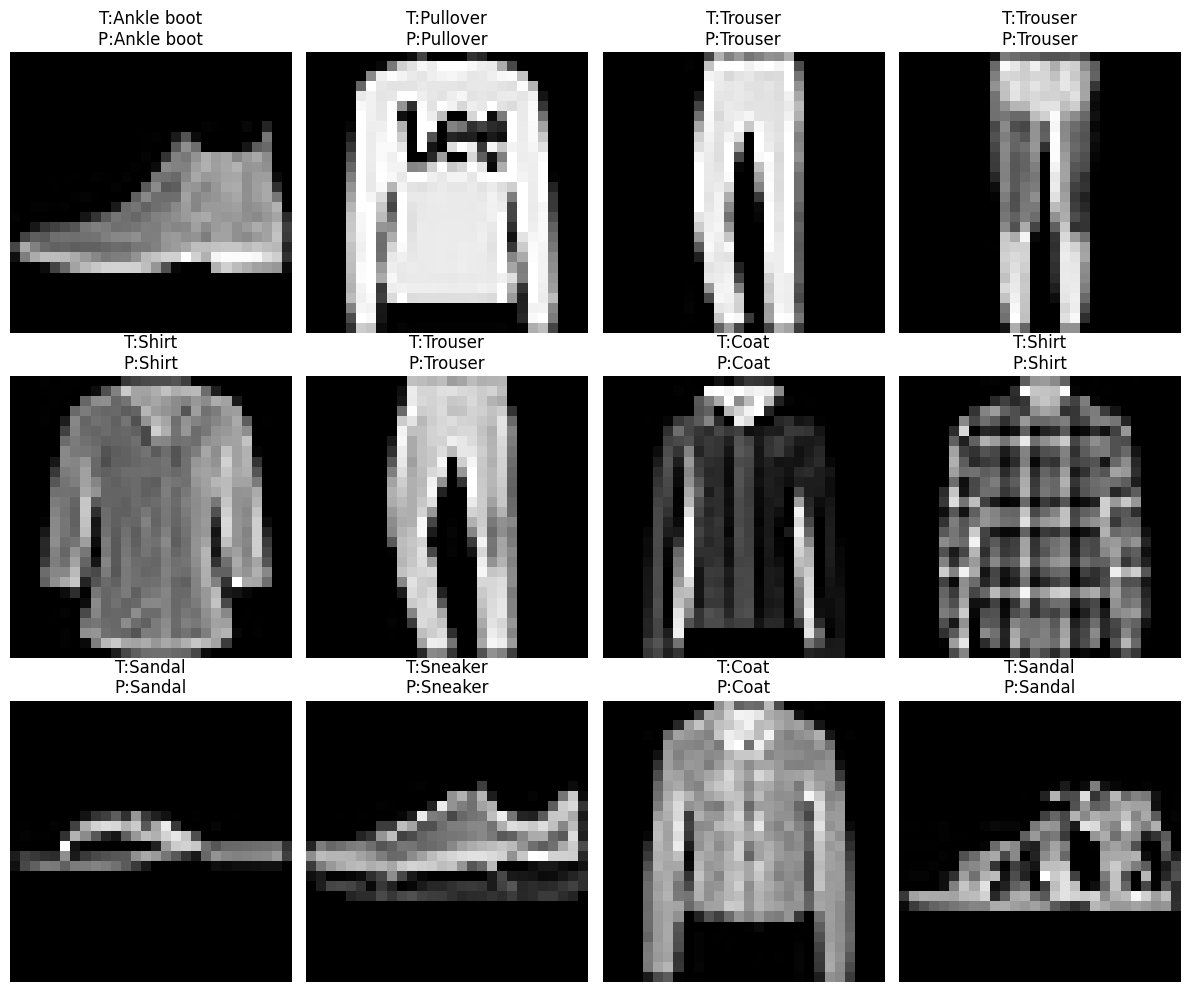 T:Ankle boot
P:Ankle boot
T:Pullover
P:Pullover
T:Trouser
P:Trouser
T:Trouser
P:Trouser
T:Shirt
P:Shirt
T:Trouser
P:Trouser
T:Coat
P:Coat
T:Shirt
P:Shirt
T:Sandal
P:Sandal
T:Sneaker
P:Sneaker
T:Coat
P:Coat
T:Sandal
P:Sandal